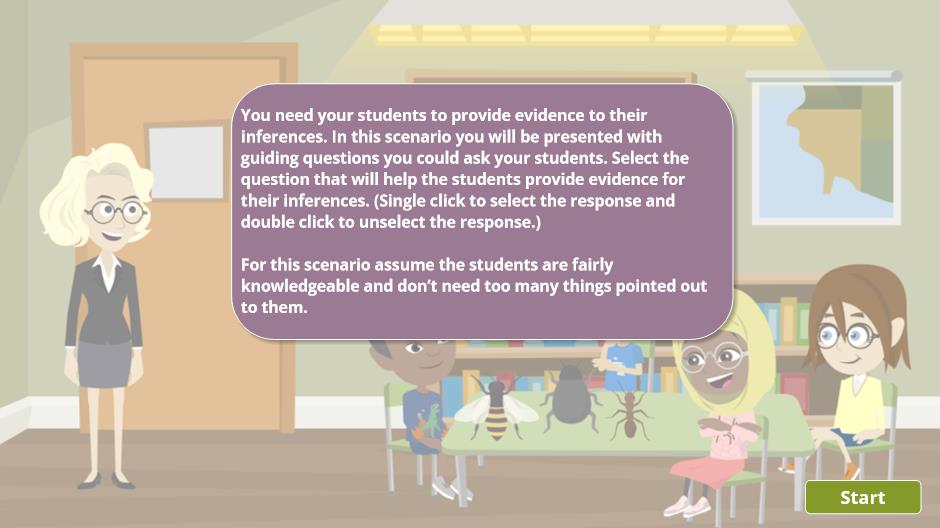 You need your students to provide evidence to their
inferences. In this scenario you will be presented with
guiding questions you could ask your students. Select the
question that will help the students provide evidence for
their inferences. (Single click to select the response and
double click to unselect the response.)
For this scenario assume the students are fairly
knowledgeable and don’t need too many things pointed out
to them.
Start